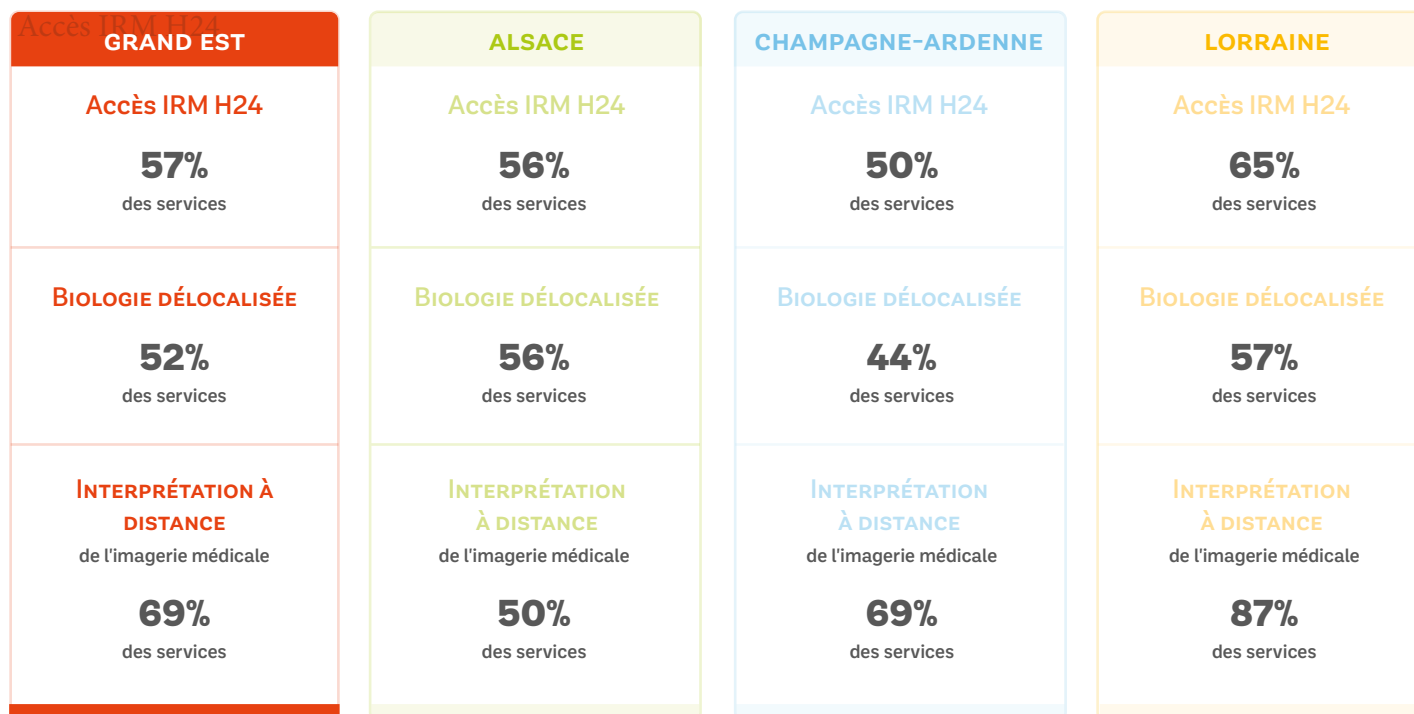 Accès IRM H24
GRAND EST
Accès IRM H24
57%
des services
BIOLOGIE DÉLOCALISÉE
52%
des services
INTERPRÉTATION À
DISTANCE
de l'imagerie médicale
69%
des services
ALSACE
Accès IRM H24
56%
des services
BIOLOGIE DÉLOCALISÉE
56%
des services
INTERPRÉTATION
À DISTANCE
de l'imagerie médicale
50%
des services
CHAMPAGNE-ARDENNE
Accès IRM H24
50%
des services
BIOLOGIE DÉLOCALISÉE
44%
des services
INTERPRÉTATION
À DISTANCE
de l'imagerie médicale
69%
des services
LORRAINE
Accès IRM H24
65%
des services
BIOLOGIE DÉLOCALISÉE
57%
des services
INTERPRÉTATION
À DISTANCE
de l'imagerie médicale
87%
des services